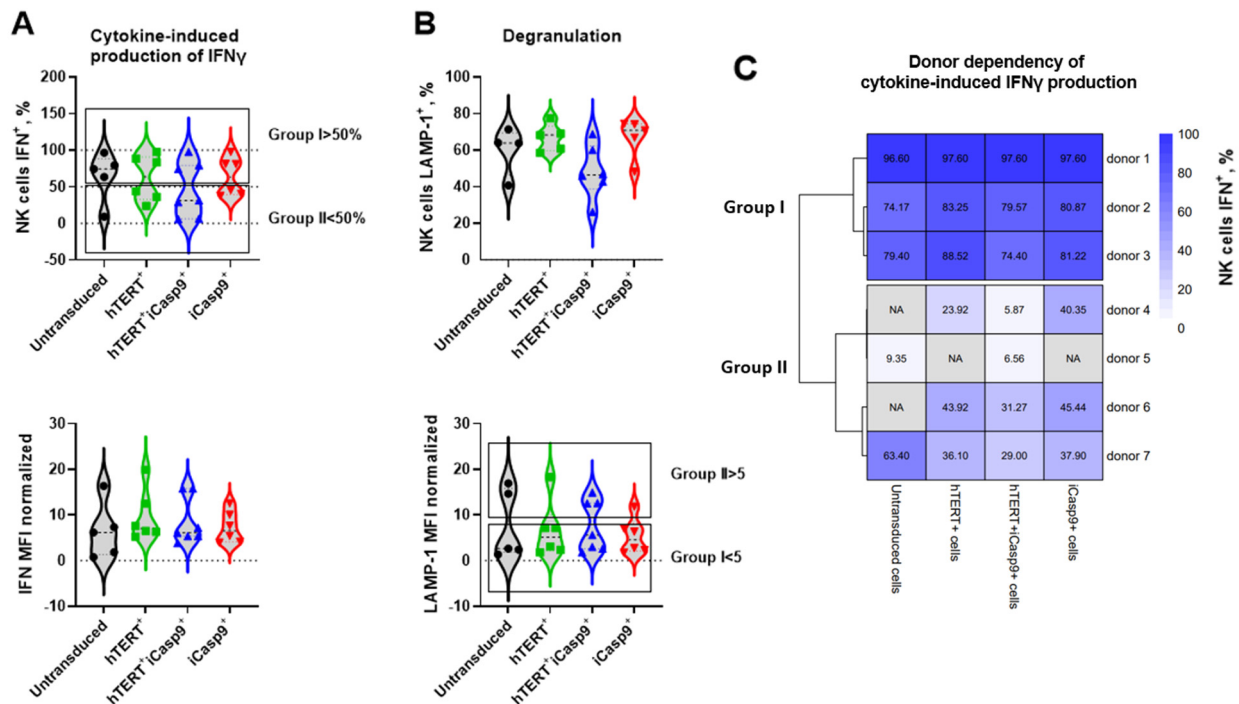 A
Cytokine-induced
production of IFNγ
NK cells IFN⁺, %
200
150
100
50
0
-50
Group I>50%
Group II<50%
Untransduced
hTERT⁺
hTERT⁺iCasp9⁺
iCasp9⁺
IFN MFI normalized
30
20
10
0
-10
Untransduced
hTERT⁺
hTERT⁺iCasp9⁺
iCasp9⁺
B
Degranulation
NK cells LAMP-1⁺, %
100
80
60
40
20
0
Untransduced
hTERT⁺
hTERT⁺iCasp9⁺
iCasp9⁺
LAMP-1 MFI normalized
30
20
10
0
-10
Group II>5
Group I<5
Untransduced
hTERT⁺
hTERT⁺iCasp9⁺
iCasp9⁺
C
Donor dependency of
cytokine-induced IFNγ production
Group I
Group II
96.60 97.60 97.60 97.60 donor 1
74.17 83.25 79.57 80.87 donor 2
79.40 88.52 74.40 81.22 donor 3
NA 23.92 5.87 40.35 donor 4
9.35 NA 6.56 NA donor 5
NA 43.92 31.27 45.44 donor 6
63.40 36.10 29.00 37.90 donor 7
Untransduced cells
hTERT+ cells
hTERT+iCasp9+ cells
iCasp9+ cells
100
80
60
40
20
0
NK cells IFN⁺, %